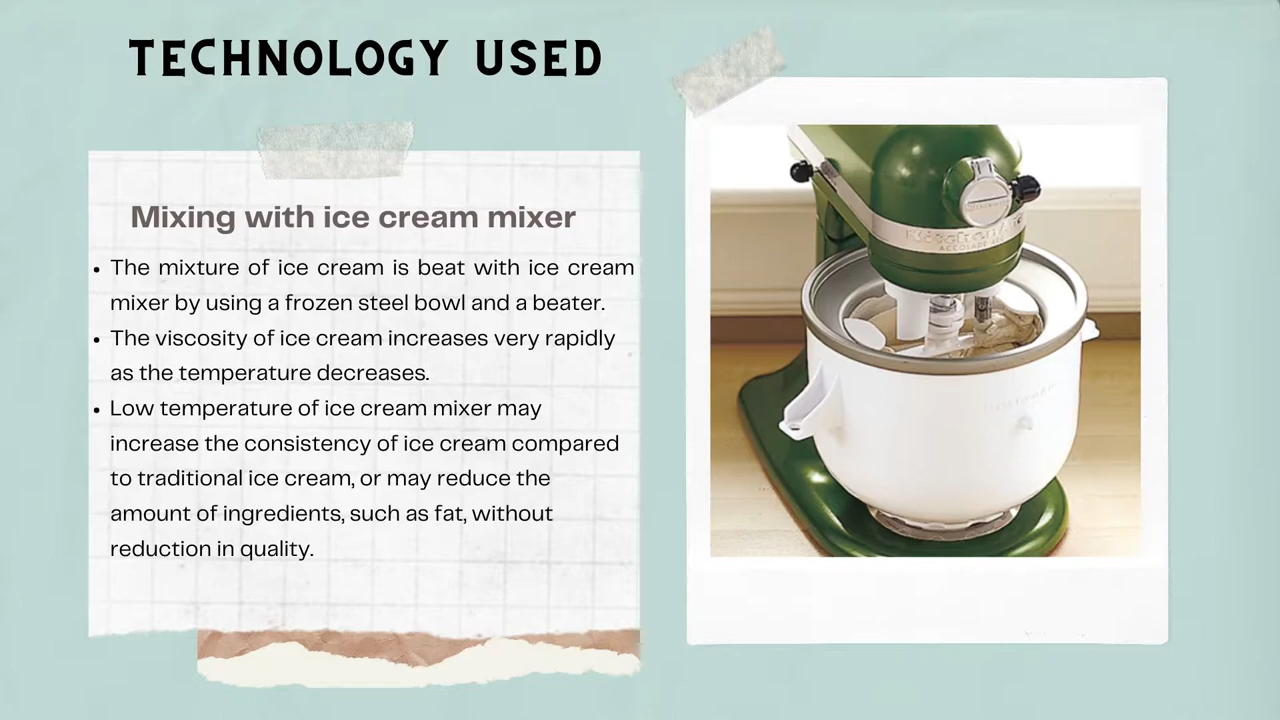 TECHNOLOGY USED
Mixing with ice cream mixer
• The mixture of ice cream is beat with ice cream
mixer by using a frozen steel bowl and a beater.
• The viscosity of ice cream increases very rapidly
as the temperature decreases.
• Low temperature of ice cream mixer may
increase the consistency of ice cream compared
to traditional ice cream, or may reduce the
amount of ingredients, such as fat, without
reduction in quality.
KitchenAid